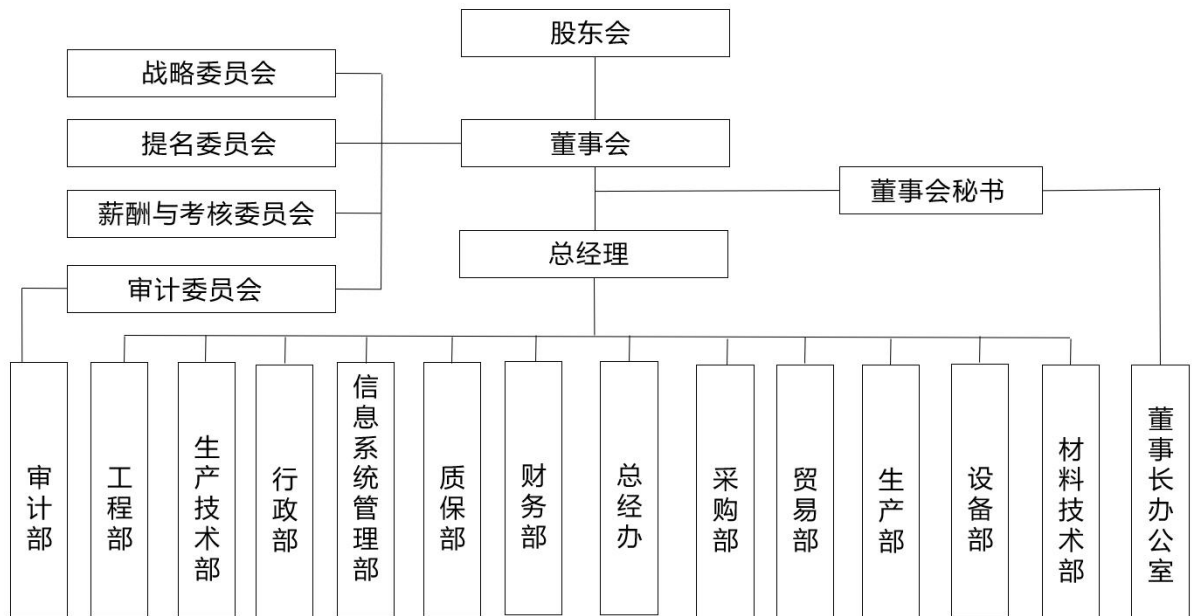 股东会
战略委员会
提名委员会
董事会
董事会秘书
薪酬与考核委员会
总经理
审计委员会
审计部
工程部
生产技术部
行政部
信息系统管理部
质保部
财务部
总经办
采购部
贸易部
生产部
设备部
材料技术部
董事长办公室